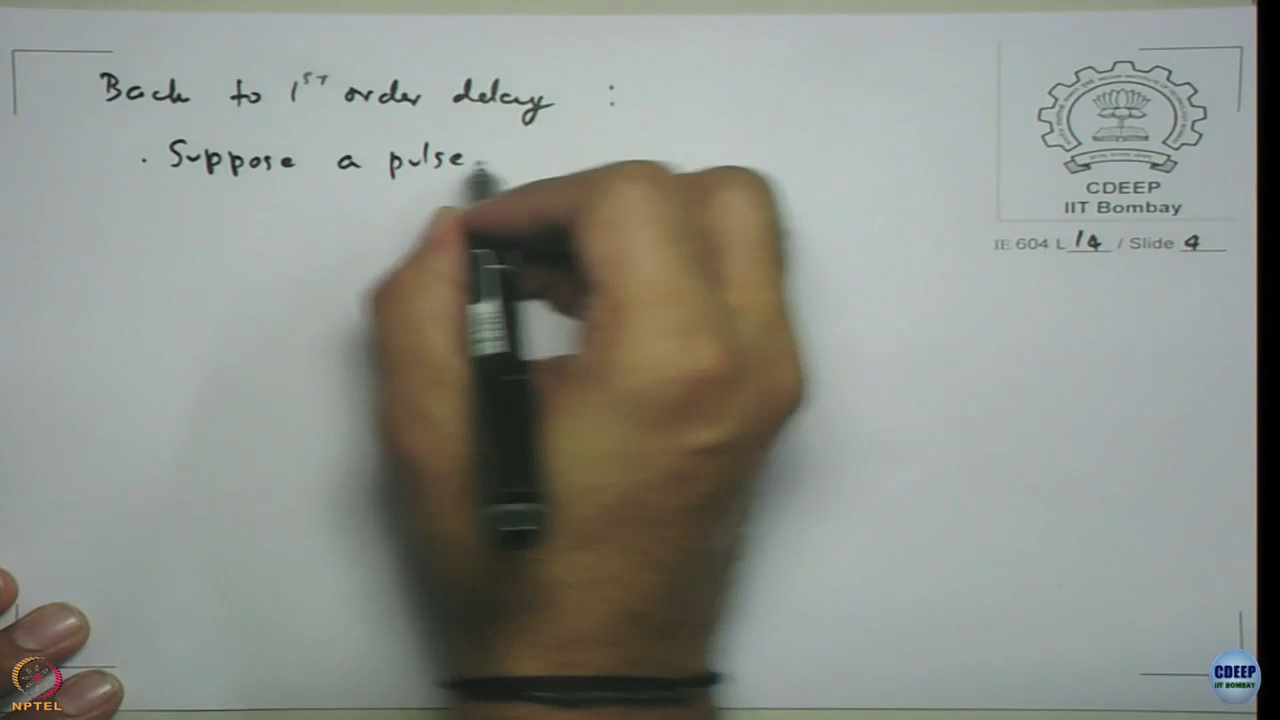 Back to 1ST order delay :
. Suppose a pulse
CDEEP
IIT Bombay
IE 604 L 14 / Slide 4
NPTEL
CDEEP
IIT BOMBAY